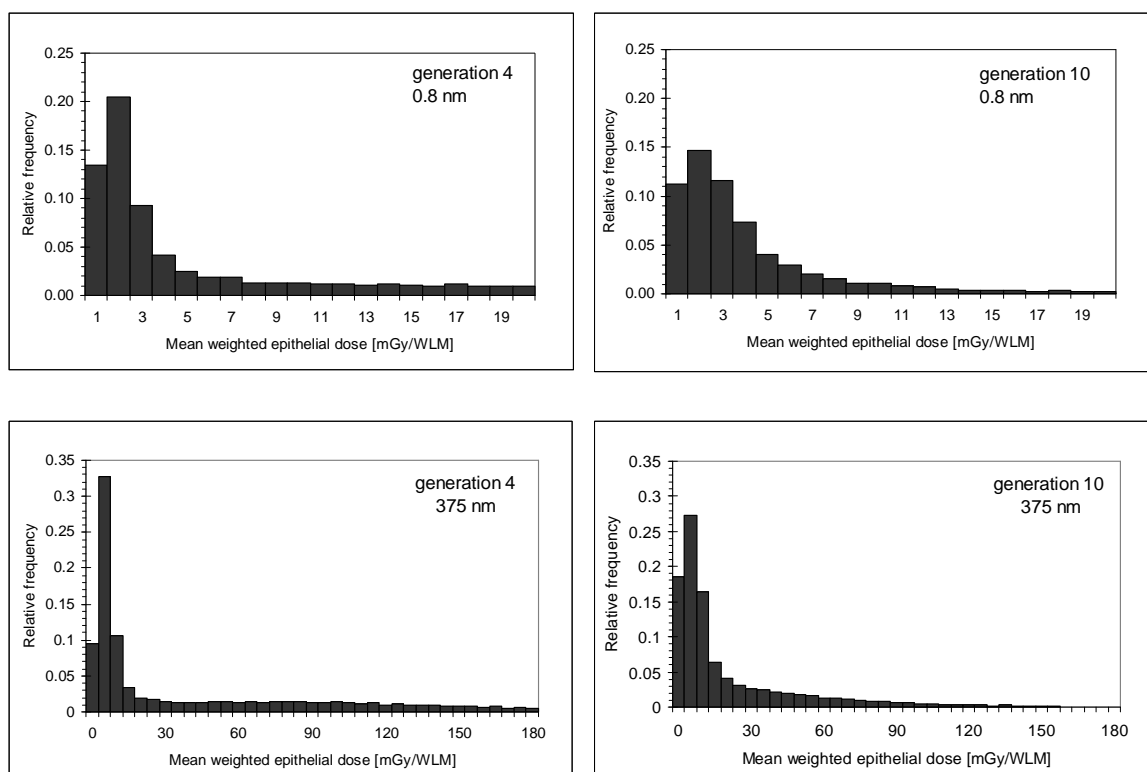 generation 4
0.8 nm
Relative frequency
0.25
0.20
0.15
0.10
0.05
0.00
1 3 5 7 9 11 13 15 17 19
Mean weighted epithelial dose [mGy/WLM]
generation 10
0.8 nm
Relative frequency
0.25
0.20
0.15
0.10
0.05
0.00
1 3 5 7 9 11 13 15 17 19
Mean weighted epithelial dose [mGy/WLM]
generation 4
375 nm
Relative frequency
0.35
0.3
0.25
0.2
0.15
0.1
0.05
0
0 30 60 90 120 150 180
Mean weighted epithelial dose [mGy/WLM]
generation 10
375 nm
Relative frequency
0.35
0.3
0.25
0.2
0.15
0.1
0.05
0
0 30 60 90 120 150 180
Mean weighted epithelial dose [mGy/WLM]